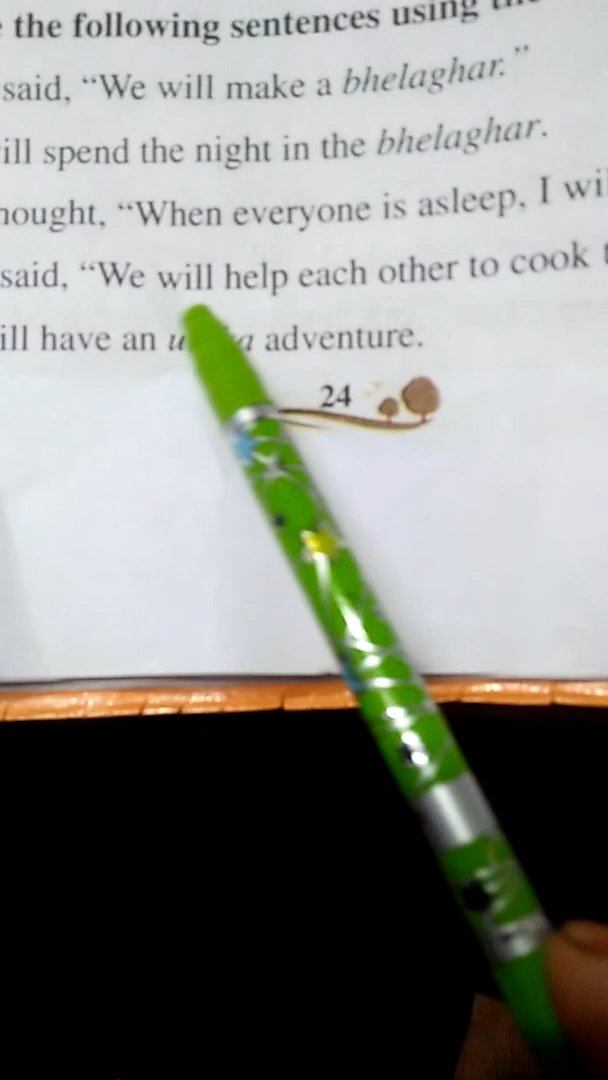 the following sentences using
said, “We will make a bhelaghar.”
ill spend the night in the bhelaghar.
hought, “When everyone is asleep, I wil
said, “We will help each other to cook
ill have an adventure.
24